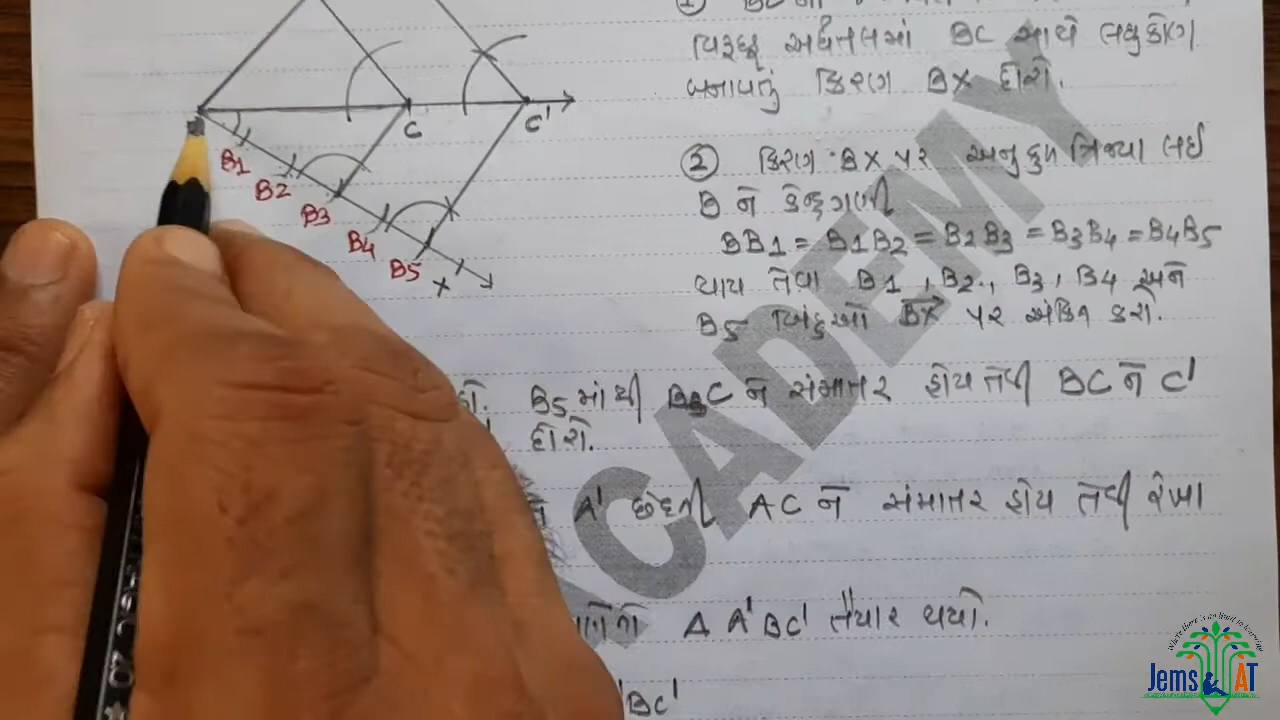 વિરૂદ્ધ અર્ધતલમાં BC સાથે લઘુકોણ
બનાવતું કિરણ BX દોરો.
② કિરણ BX પર અનુકુળ ત્રિજ્યા લઈ
B ને કેન્દ્ર ગણી
BB1 = B1B2 = B2B3 = B3B4 = B4B5
થાય તેવા B1, B2, B3, B4 અને
B5 બિંદુઓ BX પર અંકિત કરો.
B5 માંથી B3C ને સમાંતર હોય તેવી BC ને C'
દોરો.
A' છેદતી AC ને સમાંતર હોય તેવી રેખા
Δ A'BC' તૈયાર થયો.
'BC'
C
C'
B1
B2
B3
B4
B5
X
ACADEMY
Jems AT